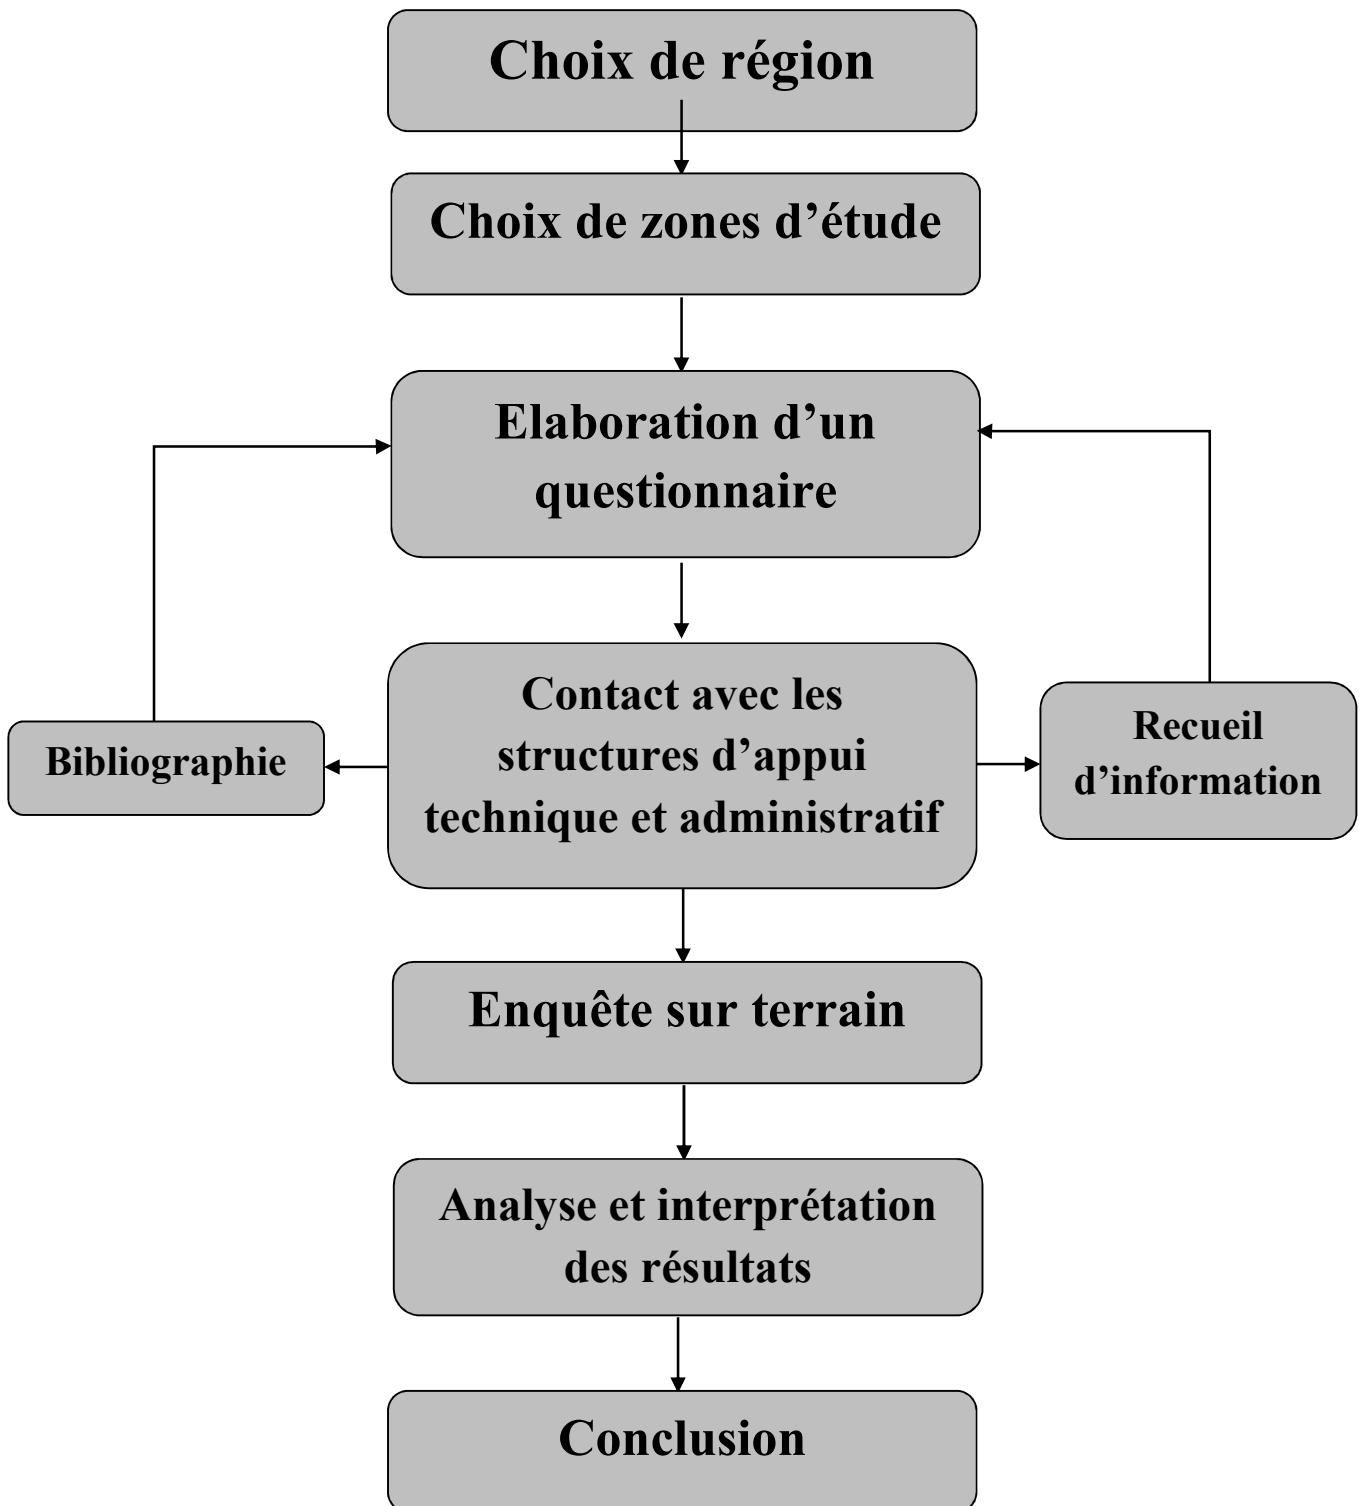 Choix de région
Choix de zones d’étude
Elaboration d’un
questionnaire
Contact avec les
structures d’appui
technique et administratif
Bibliographie
Recueil
d’information
Enquête sur terrain
Analyse et interprétation
des résultats
Conclusion